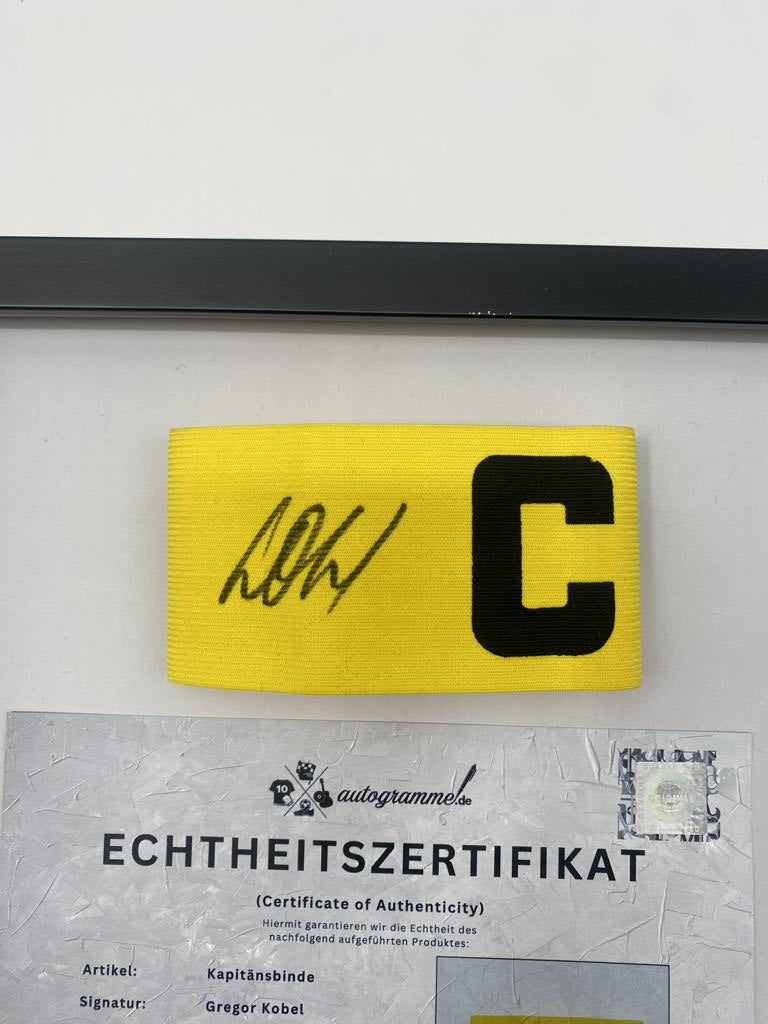 C
10
autogramme.de
ECHTHEITSZERTIFIKAT
(Certificate of Authenticity)
Hiermit garantieren wir die Echtheit des
nachfolgend aufgeführten Produktes:
Artikel: Kapitänsbinde
Signatur: Gregor Kobel